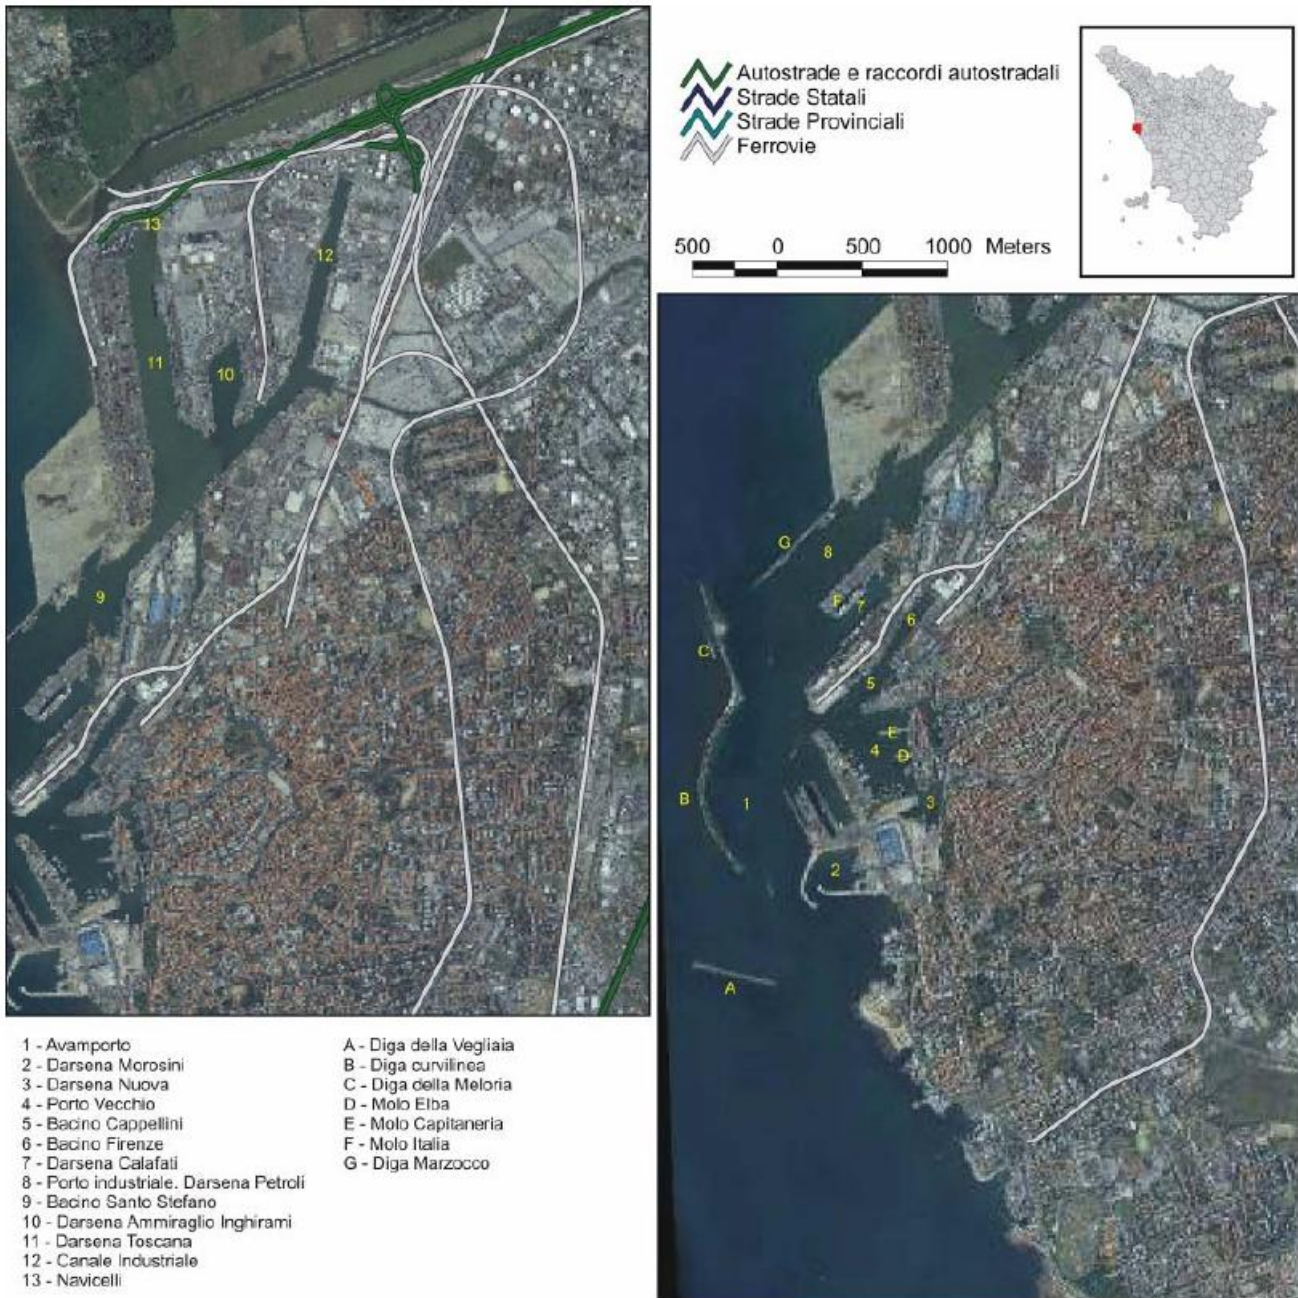 Autostrade e raccordi autostradali
Strade Statali
Strade Provinciali
Ferrovie
500 0 500 1000 Meters
13
12
11
10
9
G
8
F
7
6
C
5
E
4
D
B
1
3
2
A
1 - Avamporto
2 - Darsena Morosini
3 - Darsena Nuova
4 - Porto Vecchio
5 - Bacino Cappellini
6 - Bacino Firenze
7 - Darsena Calafati
8 - Porto industriale. Darsena Petroli
9 - Bacino Santo Stefano
10 - Darsena Ammiraglio Inghirami
11 - Darsena Toscana
12 - Canale Industriale
13 - Navicelli
A - Diga della Vegliaia
B - Diga curvilinea
C - Diga della Meloria
D - Molo Elba
E - Molo Capitaneria
F - Molo Italia
G - Diga Marzocco